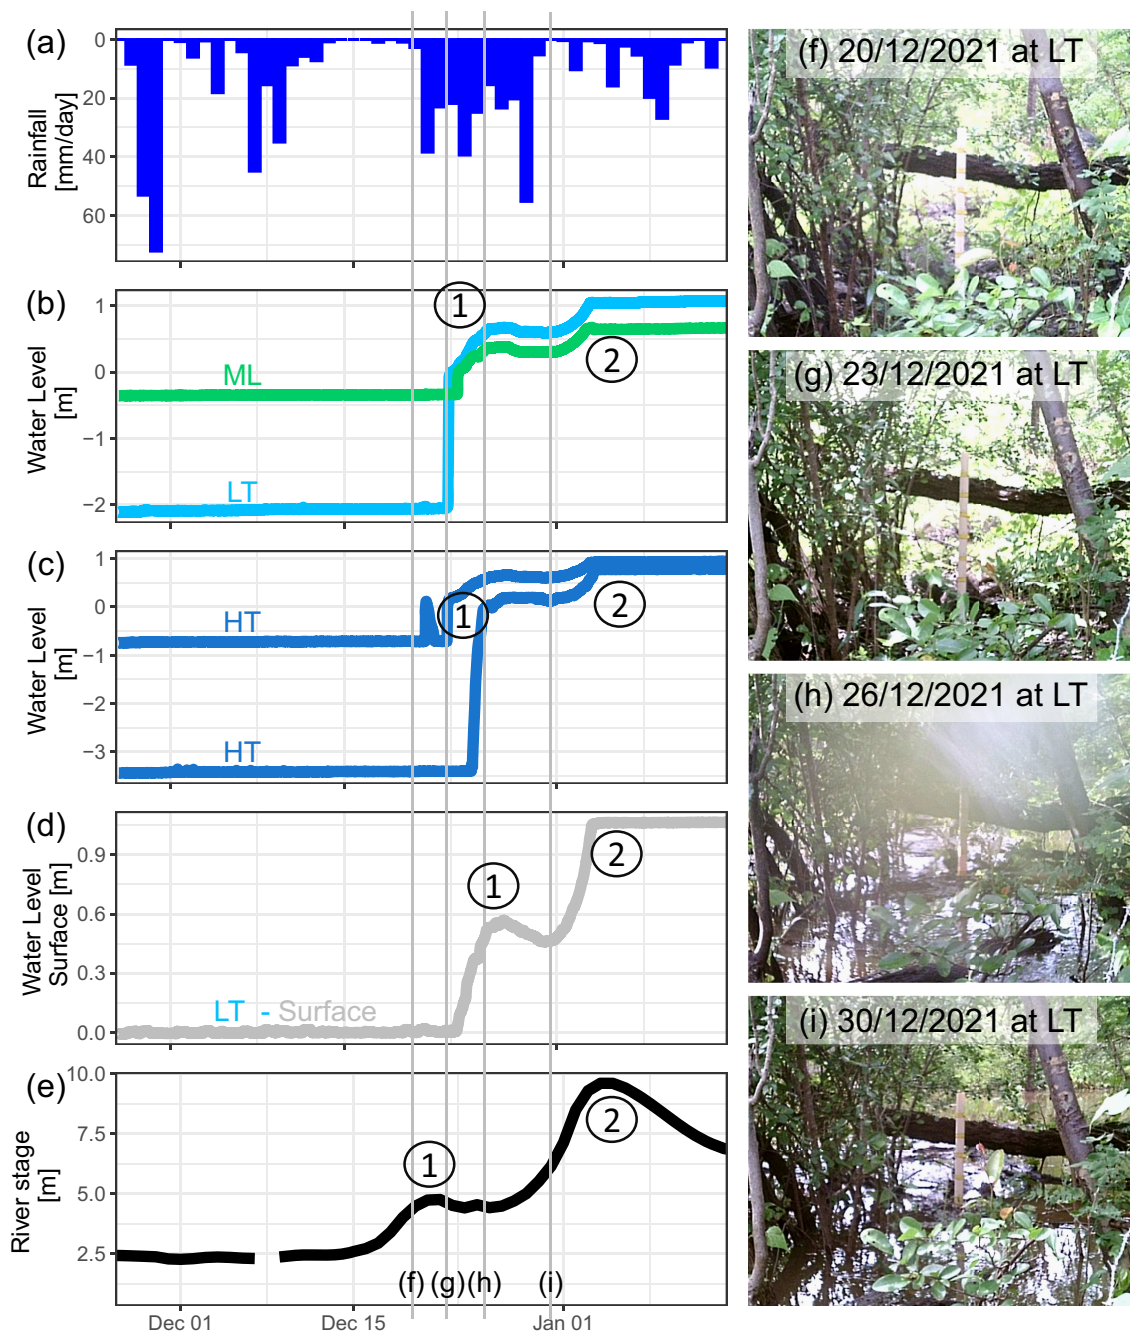 (a)
0
20
40
60
Rainfall
[mm/day]
(b)
1
0
−1
−2
Water Level
[m]
ML
LT
1
2
(c)
1
0
−1
−2
−3
Water Level
[m]
HT
HT
1
2
(d)
0.9
0.6
0.3
0.0
Water Level
Surface [m]
LT - Surface
1
2
(e)
10.0
7.5
5.0
2.5
River stage
[m]
1
2
(f) (g) (h) (i)
Dec 01 Dec 15 Jan 01
(f) 20/12/2021 at LT
(g) 23/12/2021 at LT
(h) 26/12/2021 at LT
(i) 30/12/2021 at LT